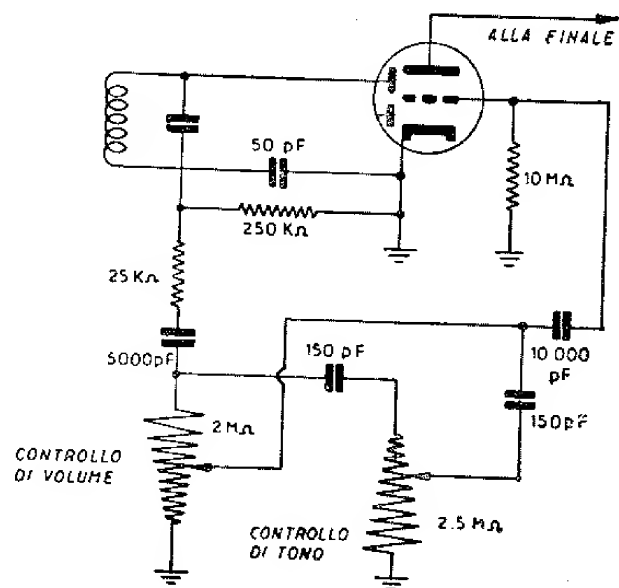 ALLA FINALE
50 pF
250 KΩ
10 MΩ
25 KΩ
5000pF
150 pF
10 000
pF
150pF
2 MΩ
CONTROLLO
DI VOLUME
2.5 MΩ
CONTROLLO
DI TONO